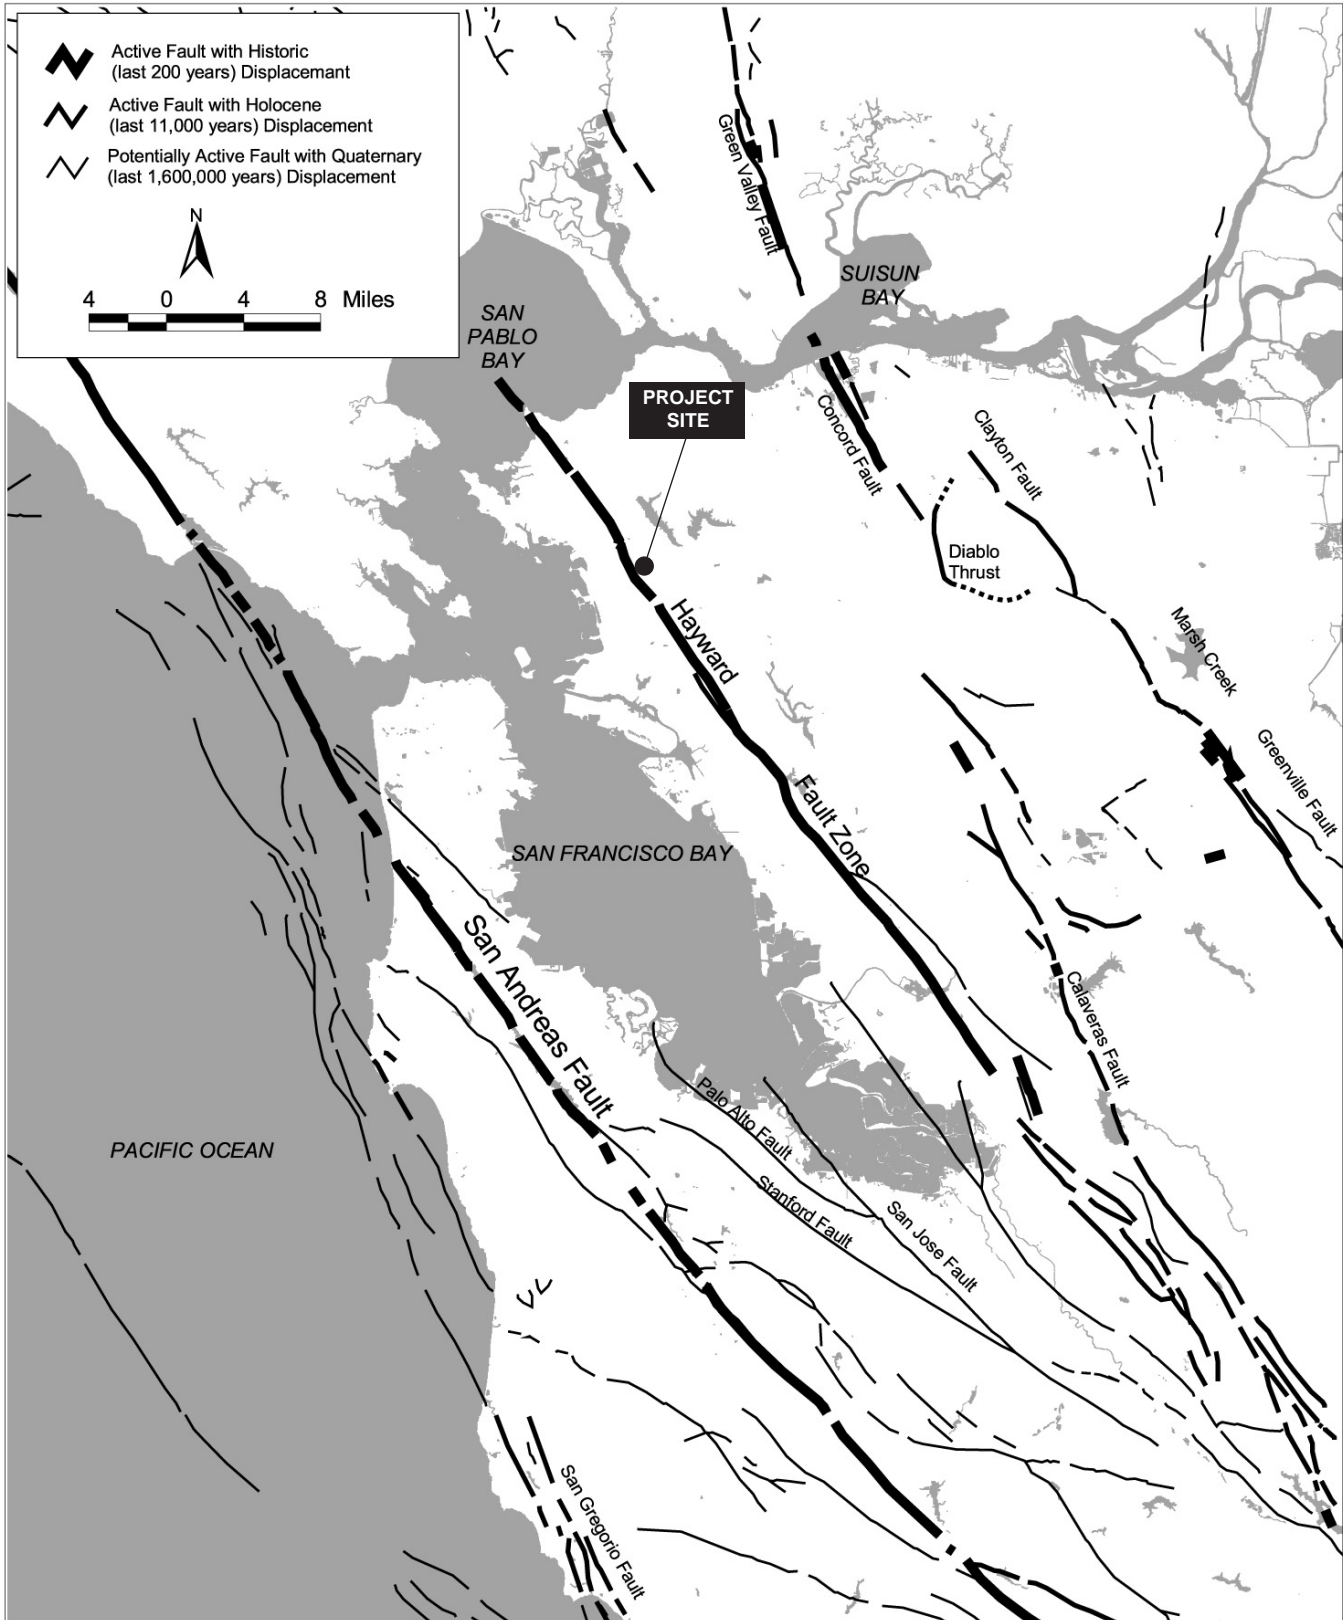 Active Fault with Historic
(last 200 years) Displacemant
Active Fault with Holocene
(last 11,000 years) Displacement
Potentially Active Fault with Quaternary
(last 1,600,000 years) Displacement
N
4 0 4 8 Miles
Green Valley Fault
SUISUN
BAY
SAN
PABLO
BAY
PROJECT
SITE
Concord Fault
Clayton Fault
Diablo
Thrust
Hayward
Fault Zone
Marsh Creek
Greenville Fault
SAN FRANCISCO BAY
San Andreas Fault
Calaveras Fault
PACIFIC OCEAN
Palo Alto Fault
Stanford Fault
San Jose Fault
San Gregorio Fault